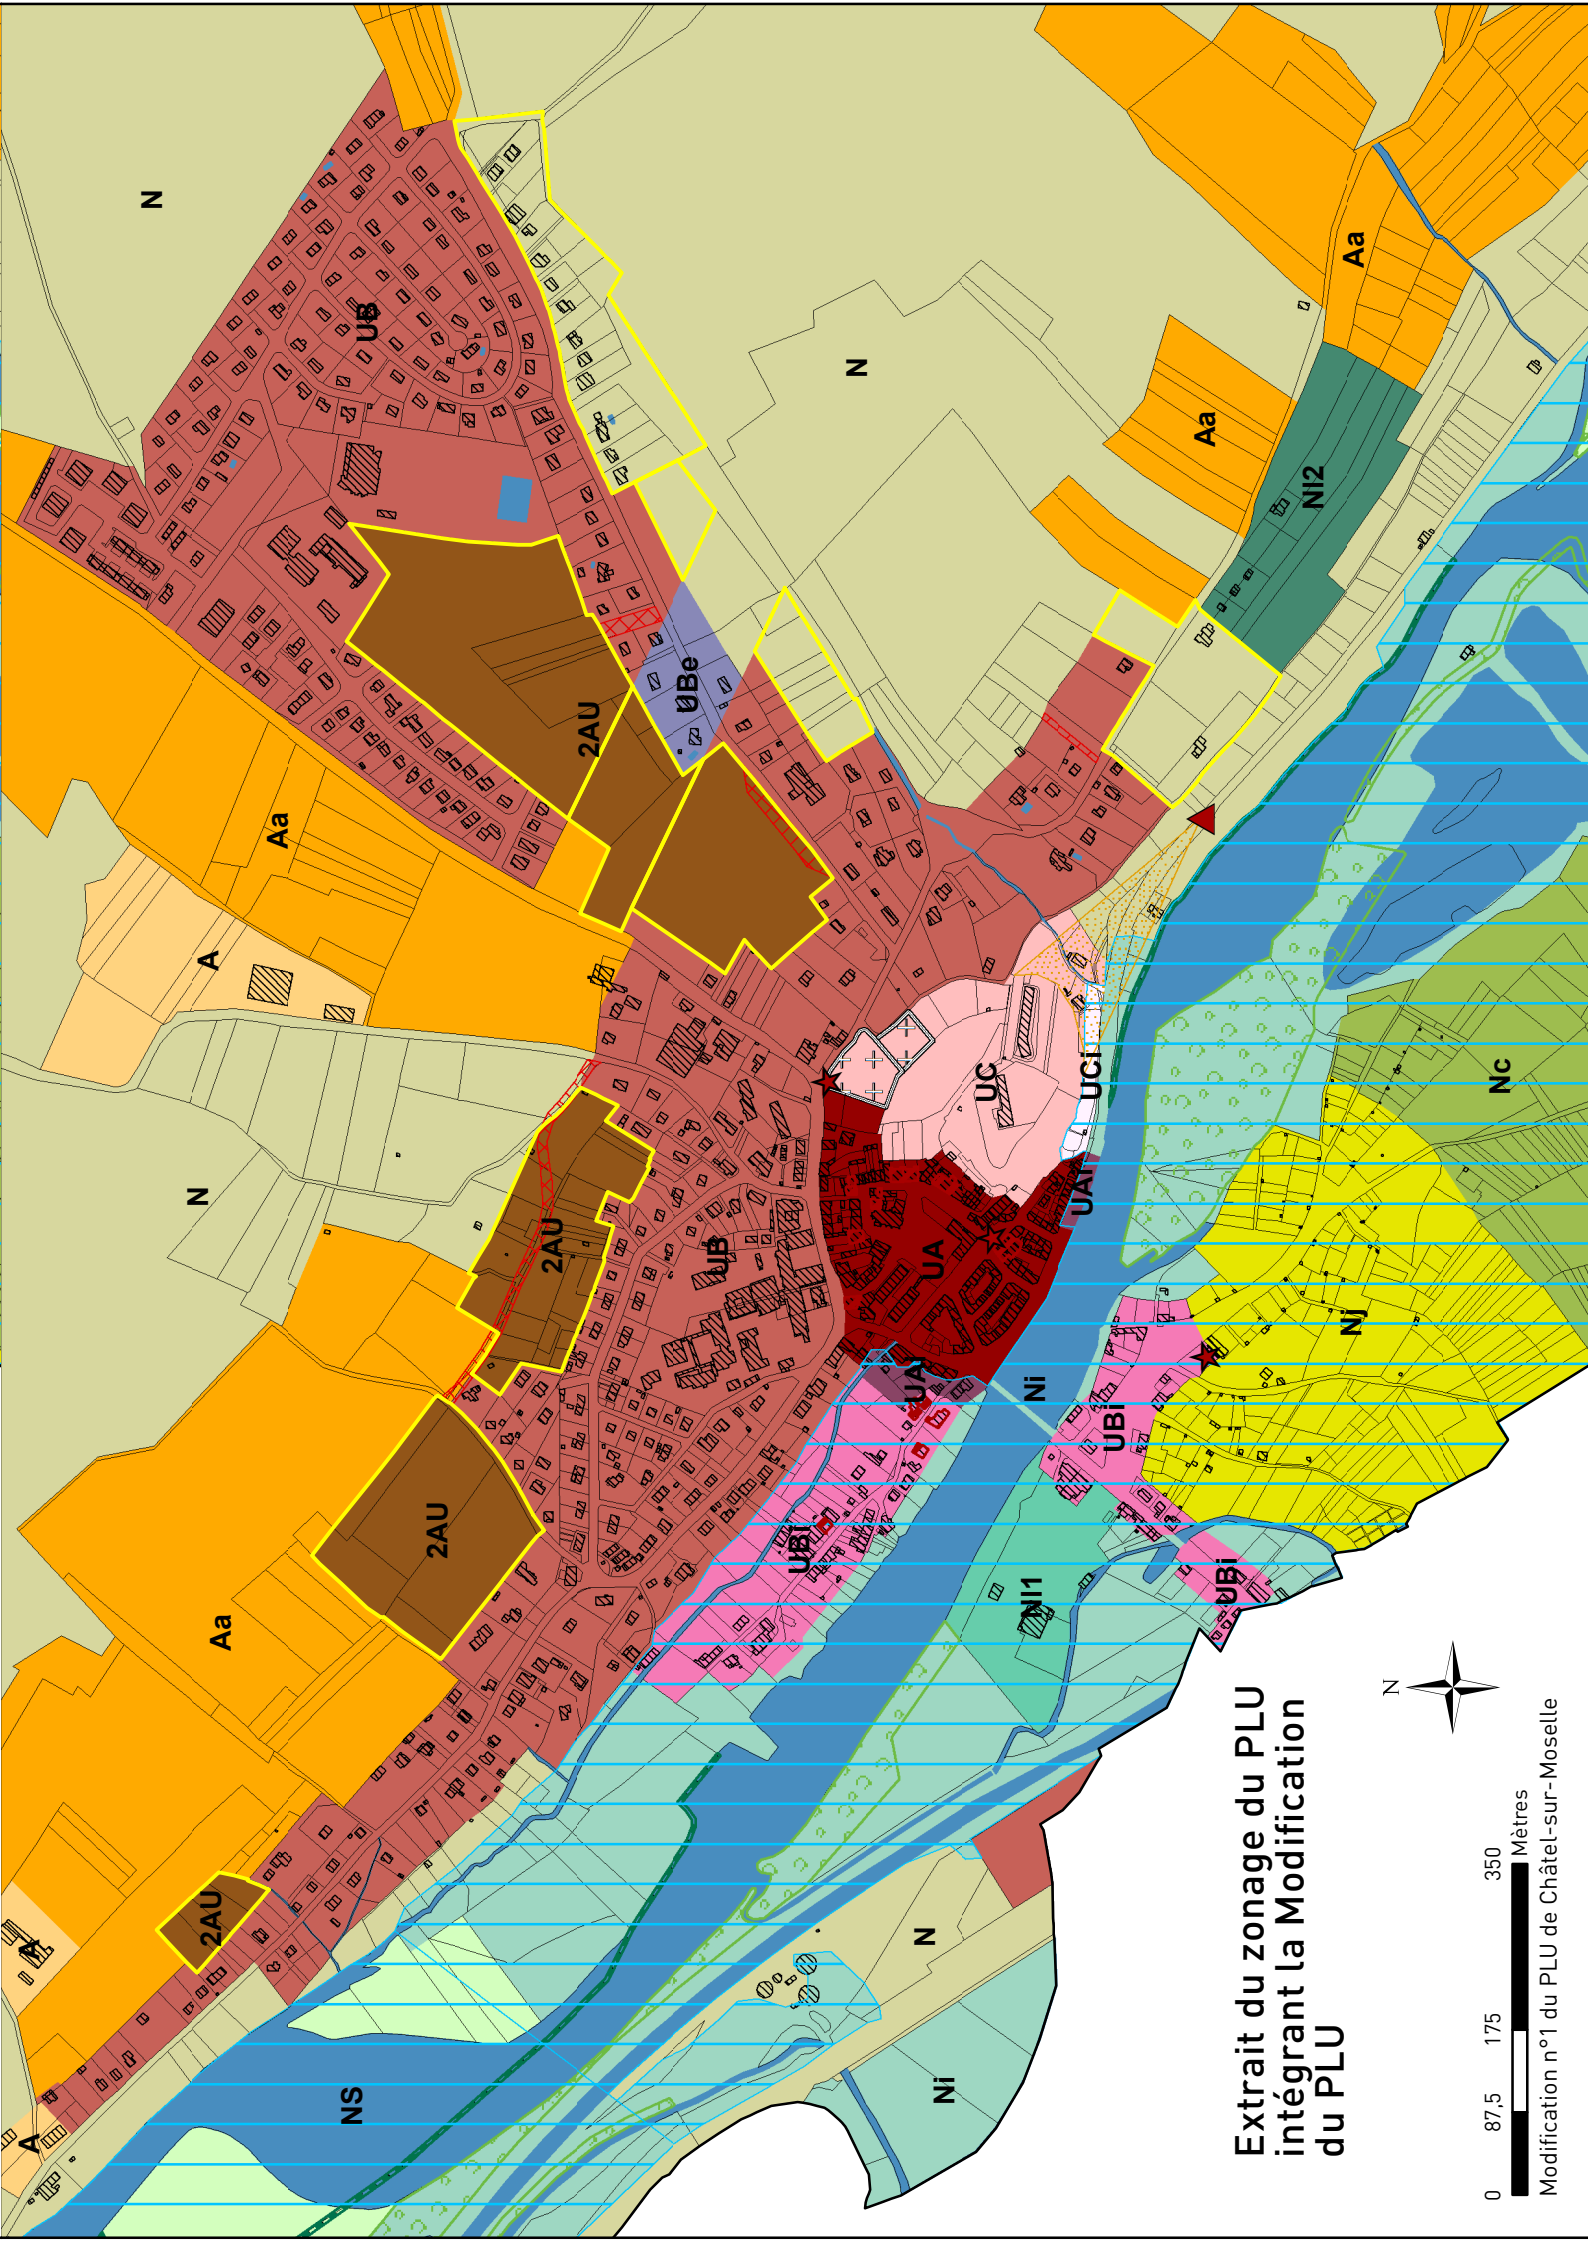 A
A
N
N
A
2AU
Aa
Aa
NS
UB
2AU
2AU
2AU
UBe
UB
UBi
N
UAi
N
UA
Ni
UC
Ni
Nl1
UAi
UCi
UBi
Aa
UBi
Nl2
Nj
Aa
Nc
Extrait du zonage du PLU
intégrant la Modification
du PLU
N
0 87,5 175 350
Mètres
Modification n°1 du PLU de Châtel-sur-Moselle